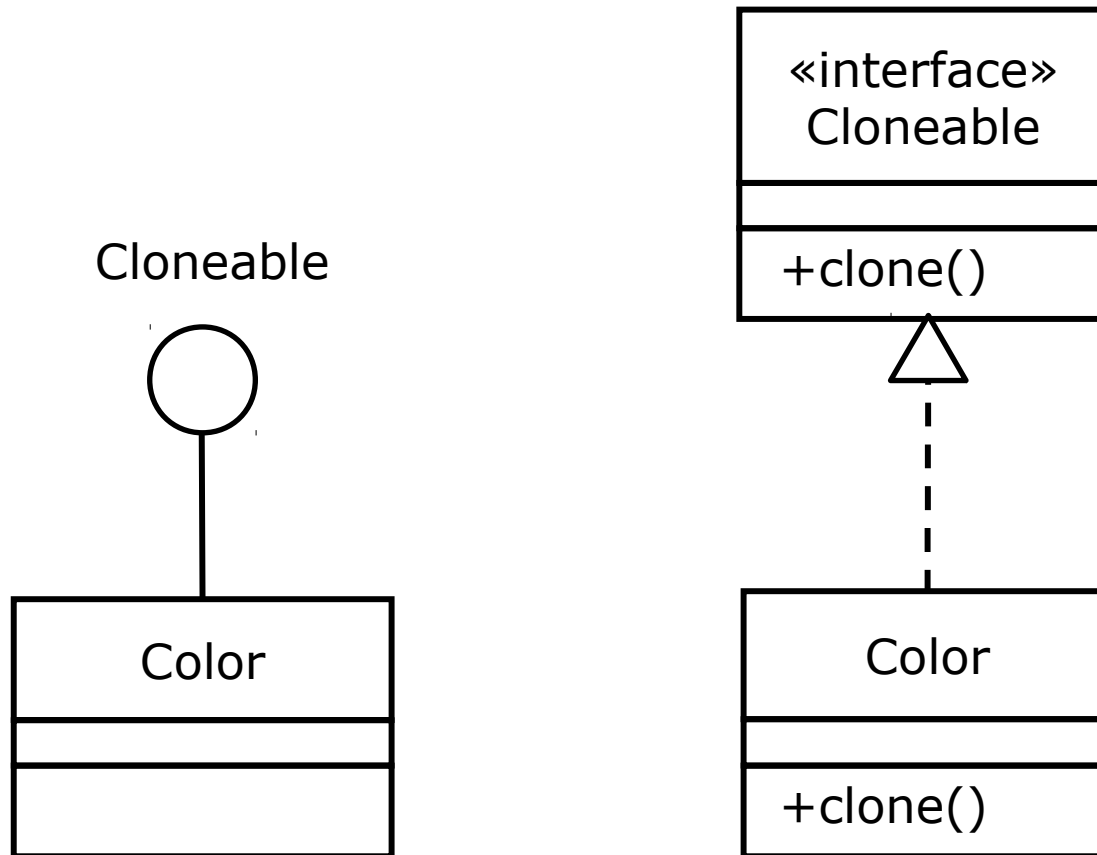 Cloneable
Color
«interface»
Cloneable
+clone()
Color
+clone()